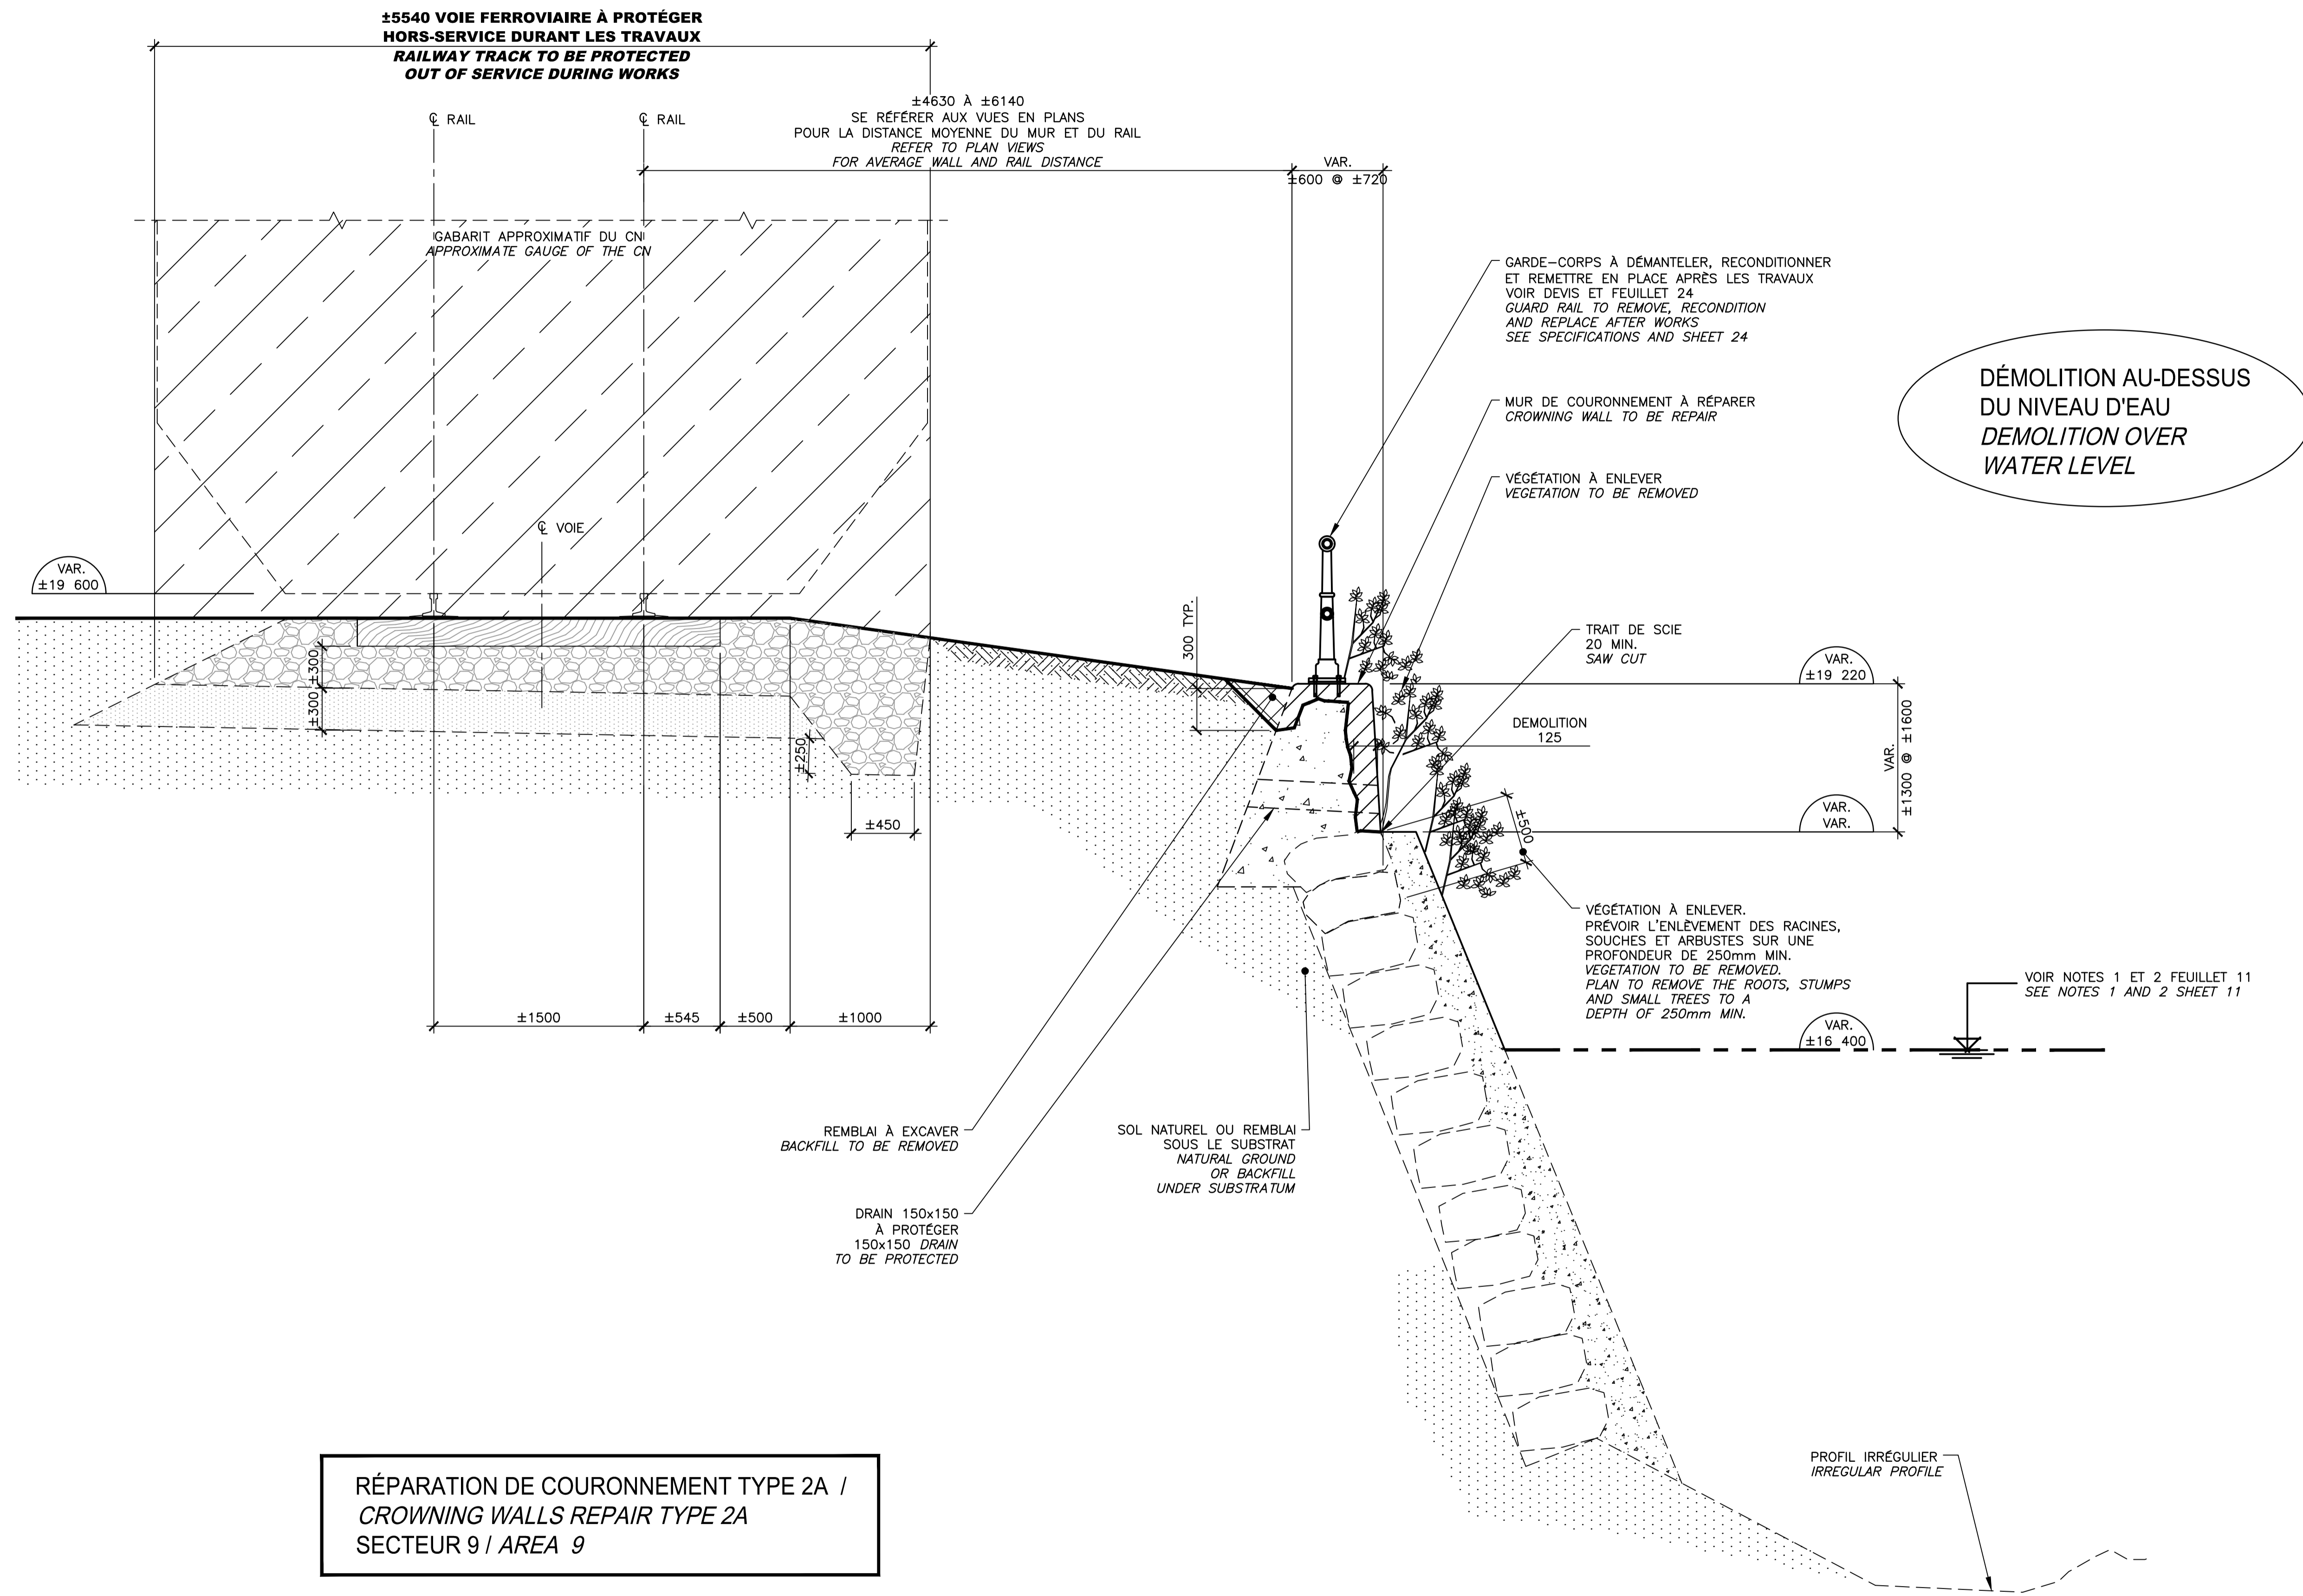 ±5540 VOIE FERROVIAIRE À PROTÉGER
HORS-SERVICE DURANT LES TRAVAUX
RAILWAY TRACK TO BE PROTECTED
OUT OF SERVICE DURING WORKS
℄ RAIL
℄ RAIL
±4630 À ±6140
SE RÉFÉRER AUX VUES EN PLANS
POUR LA DISTANCE MOYENNE DU MUR ET DU RAIL
REFER TO PLAN VIEWS
FOR AVERAGE WALL AND RAIL DISTANCE
VAR.
±600 @ ±720
GABARIT APPROXIMATIF DU CN
APPROXIMATE GAUGE OF THE CN
GARDE-CORPS À DÉMANTELER, RECONDITIONNER
ET REMETTRE EN PLACE APRÈS LES TRAVAUX
VOIR DEVIS ET FEUILLET 24
GUARD RAIL TO REMOVE, RECONDITION
AND REPLACE AFTER WORKS
SEE SPECIFICATIONS AND SHEET 24
DÉMOLITION AU-DESSUS
DU NIVEAU D'EAU
DEMOLITION OVER
WATER LEVEL
MUR DE COURONNEMENT À RÉPARER
CROWNING WALL TO BE REPAIR
VÉGÉTATION À ENLEVER
VEGETATION TO BE REMOVED
℄ VOIE
VAR.
±19 600
300 TYP.
TRAIT DE SCIE
20 MIN.
SAW CUT
VAR.
±19 220
±300
±300
±250
±450
DEMOLITION
125
VAR.
±1300 @ ±1600
VAR.
VAR.
±500
VÉGÉTATION À ENLEVER.
PRÉVOIR L'ENLÈVEMENT DES RACINES,
SOUCHES ET ARBUSTES SUR UNE
PROFONDEUR DE 250mm MIN.
VEGETATION TO BE REMOVED.
PLAN TO REMOVE THE ROOTS, STUMPS
AND SMALL TREES TO A
DEPTH OF 250mm MIN.
VOIR NOTES 1 ET 2 FEUILLET 11
SEE NOTES 1 AND 2 SHEET 11
VAR.
±16 400
±1500
±545
±500
±1000
REMBLAI À EXCAVER
BACKFILL TO BE REMOVED
SOL NATUREL OU REMBLAI
SOUS LE SUBSTRAT
NATURAL GROUND
OR BACKFILL
UNDER SUBSTRATUM
DRAIN 150x150
À PROTÉGER
150x150 DRAIN
TO BE PROTECTED
PROFIL IRRÉGULIER
IRREGULAR PROFILE
RÉPARATION DE COURONNEMENT TYPE 2A /
CROWNING WALLS REPAIR TYPE 2A
SECTEUR 9 / AREA 9